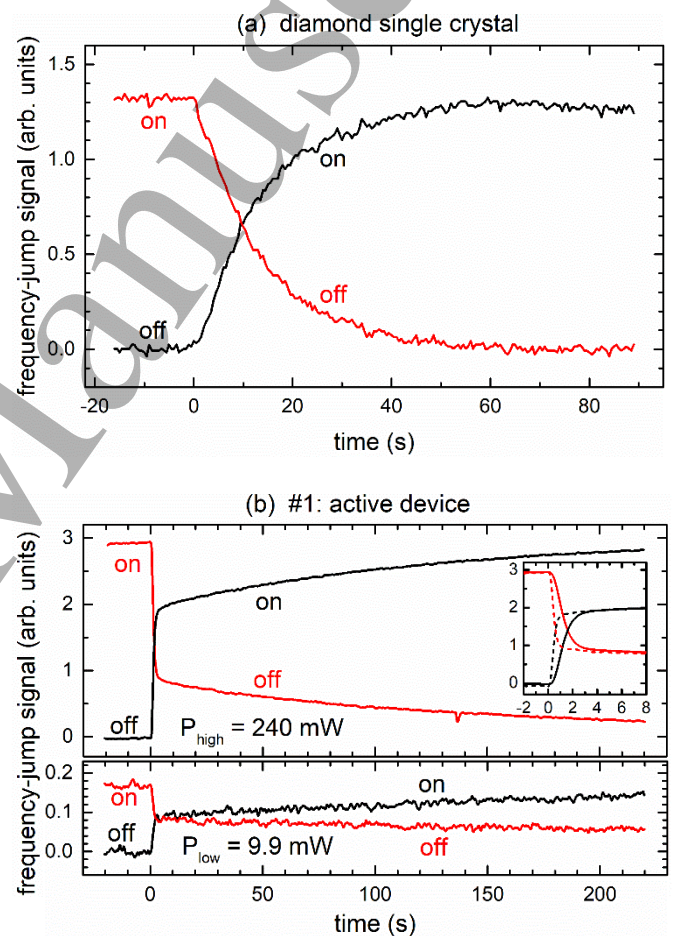 (a) diamond single crystal
frequency-jump signal (arb. units)
1.5
1.0
0.5
0.0
on
off
on
off
-20 0 20 40 60 80
time (s)
(b) #1: active device
frequency-jump signal (arb. units)
3
2
1
0
on
off
on
off
P_high = 240 mW
3
2
1
0
-2 0 2 4 6 8
0.2
0.1
0.0
on
off
on
off
P_low = 9.9 mW
0 50 100 150 200
time (s)
Manus